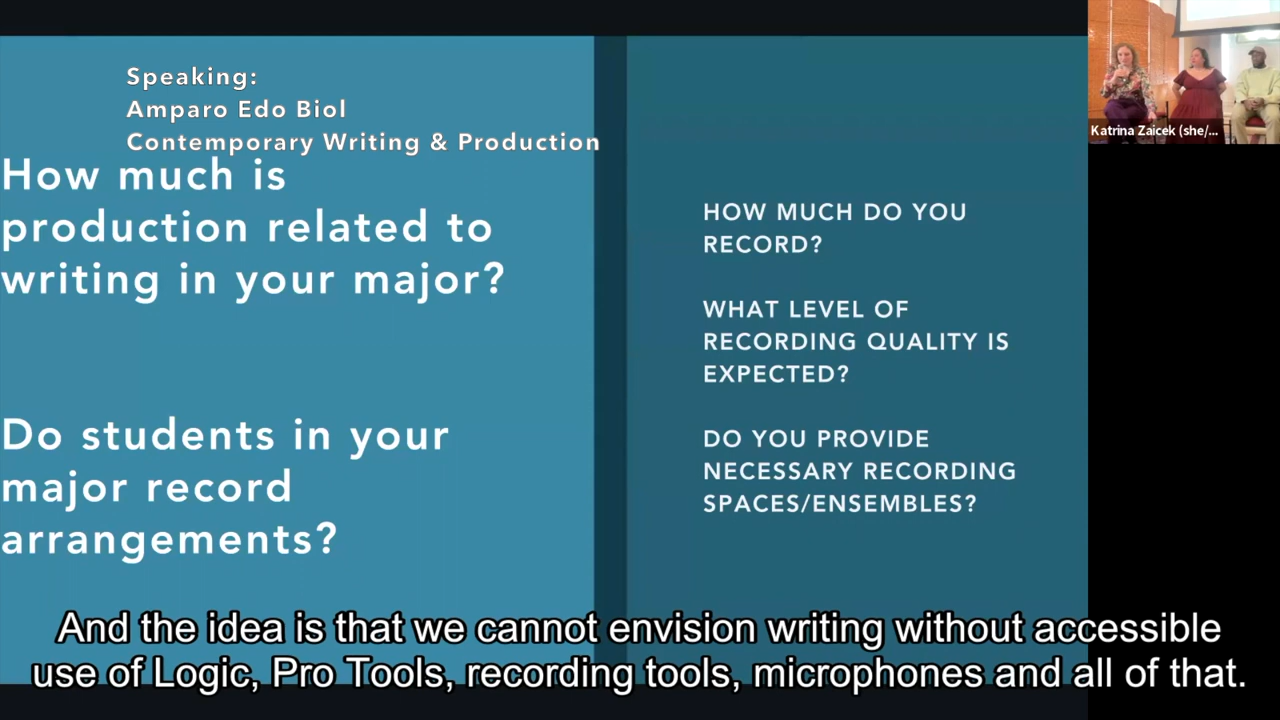 Speaking:
Amparo Edo Biol
Contemporary Writing & Production
How much is
production related to
writing in your major?
Do students in your
major record
arrangements?
HOW MUCH DO YOU
RECORD?
WHAT LEVEL OF
RECORDING QUALITY IS
EXPECTED?
DO YOU PROVIDE
NECESSARY RECORDING
SPACES/ENSEMBLES?
Katrina Zaicek (she/...
And the idea is that we cannot envision writing without accessible
use of Logic, Pro Tools, recording tools, microphones and all of that.